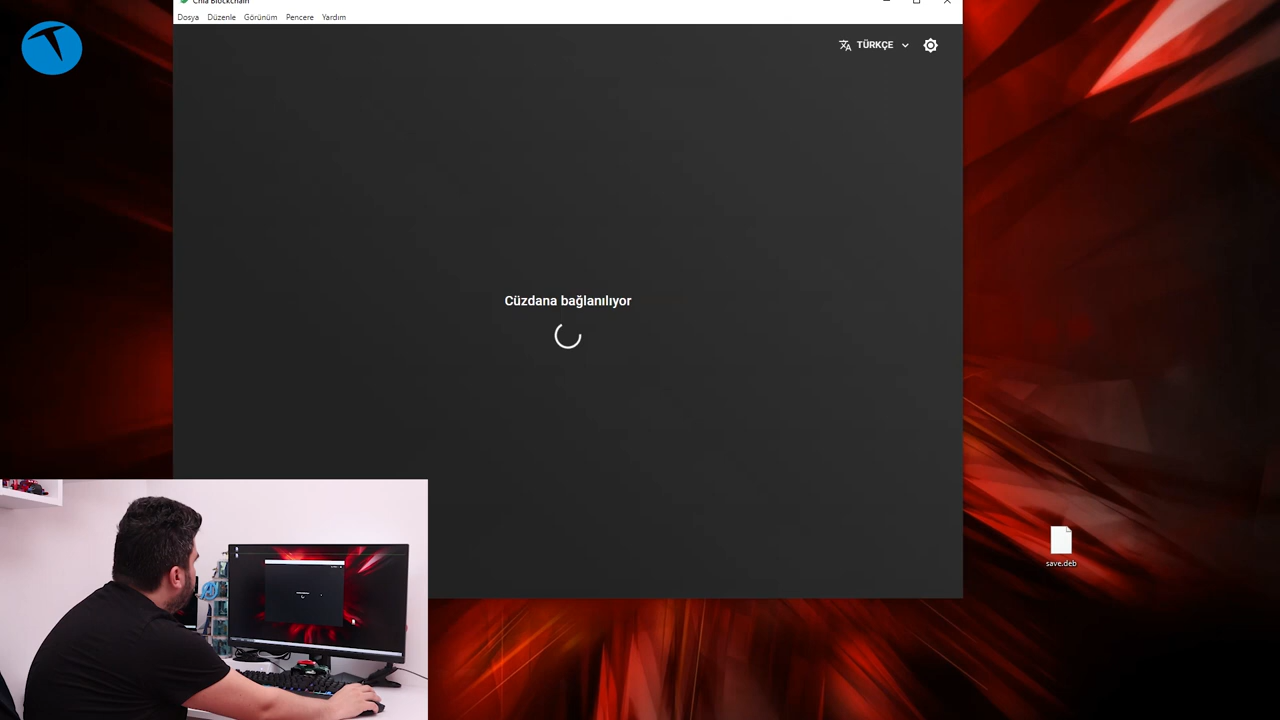 Chia Blockchain
Dosya Düzenle Görünüm Pencere Yardım
TÜRKÇE
Cüzdana bağlanılıyor
save.deb